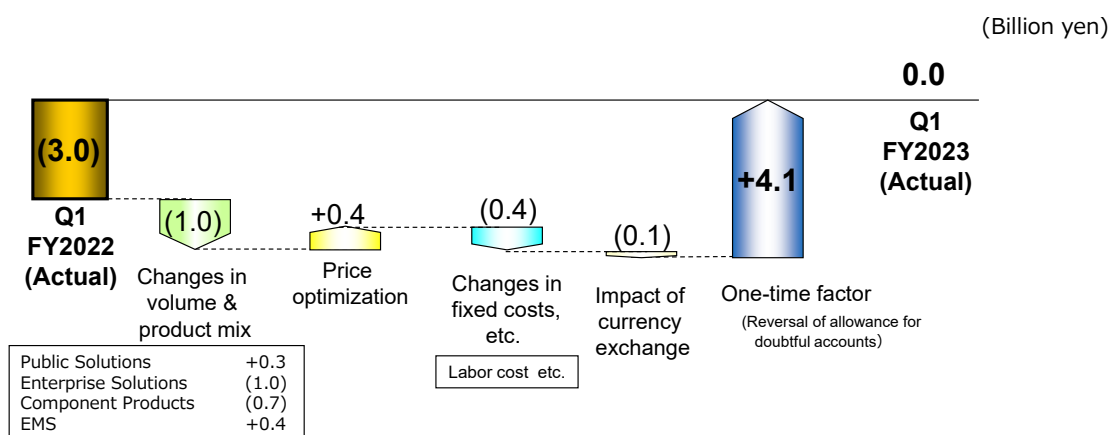 (Billion yen)
0.0
Q1
FY2023
(Actual)
(3.0)
Q1
FY2022
(Actual)
(1.0)
Changes in
volume &
product mix
+0.4
Price
optimization
(0.4)
Changes in
fixed costs,
etc.
Labor cost etc.
(0.1)
Impact of
currency
exchange
+4.1
One-time factor
(Reversal of allowance for
doubtful accounts)
Public Solutions +0.3
Enterprise Solutions (1.0)
Component Products (0.7)
EMS +0.4